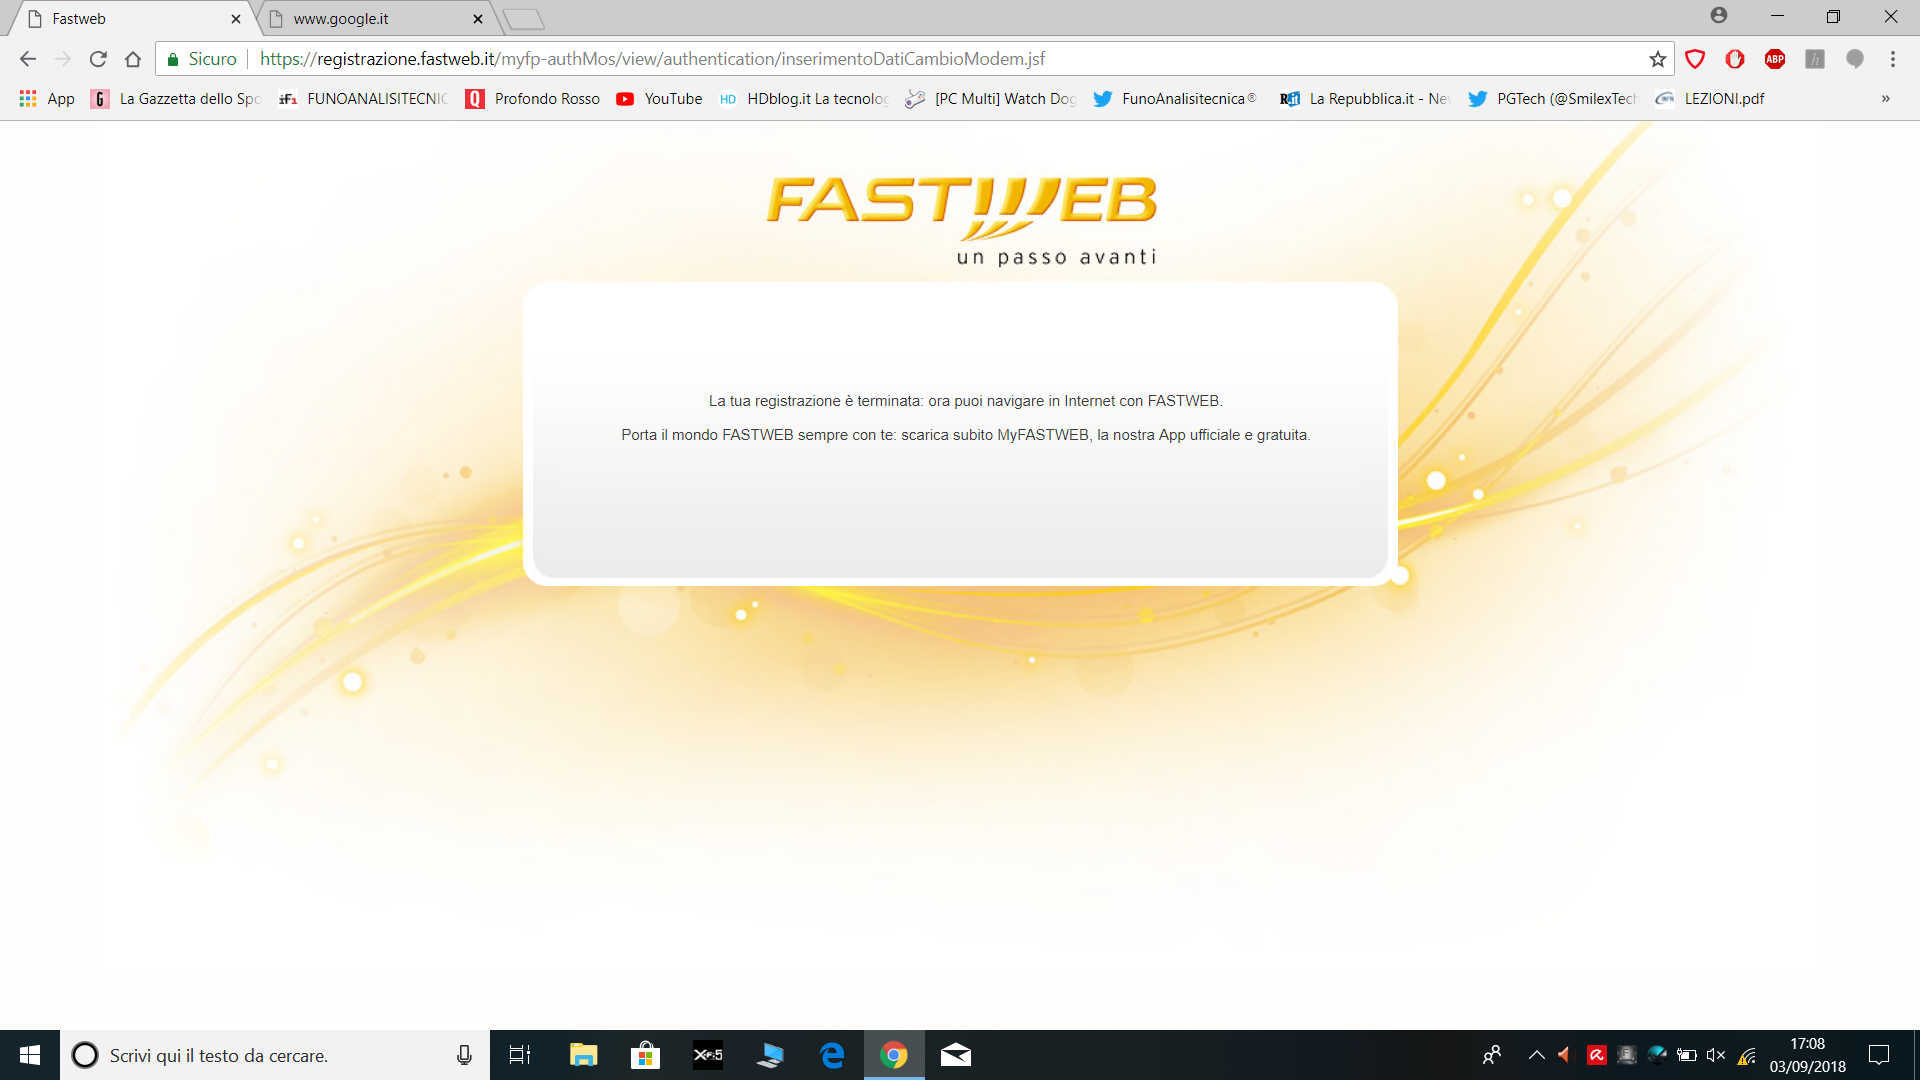 Fastweb
www.google.it
Sicuro
https://registrazione.fastweb.it/myfp-authMos/view/authentication/inserimentoDatiCambioModem.jsf
App
G
La Gazzetta dello Spo
FUNOANALISITECNIC
Profondo Rosso
YouTube
HD
HDblog.it La tecnolog
[PC Multi] Watch Dog
FunoAnalisitecnica®
R.it
La Repubblica.it - Nev
PGTech (@SmilexTech
LEZIONI.pdf
»
ABP
h
FASTWEB
un passo avanti
La tua registrazione è terminata: ora puoi navigare in Internet con FASTWEB.
Porta il mondo FASTWEB sempre con te: scarica subito MyFASTWEB, la nostra App ufficiale e gratuita.
Scrivi qui il testo da cercare.
17:08
03/09/2018